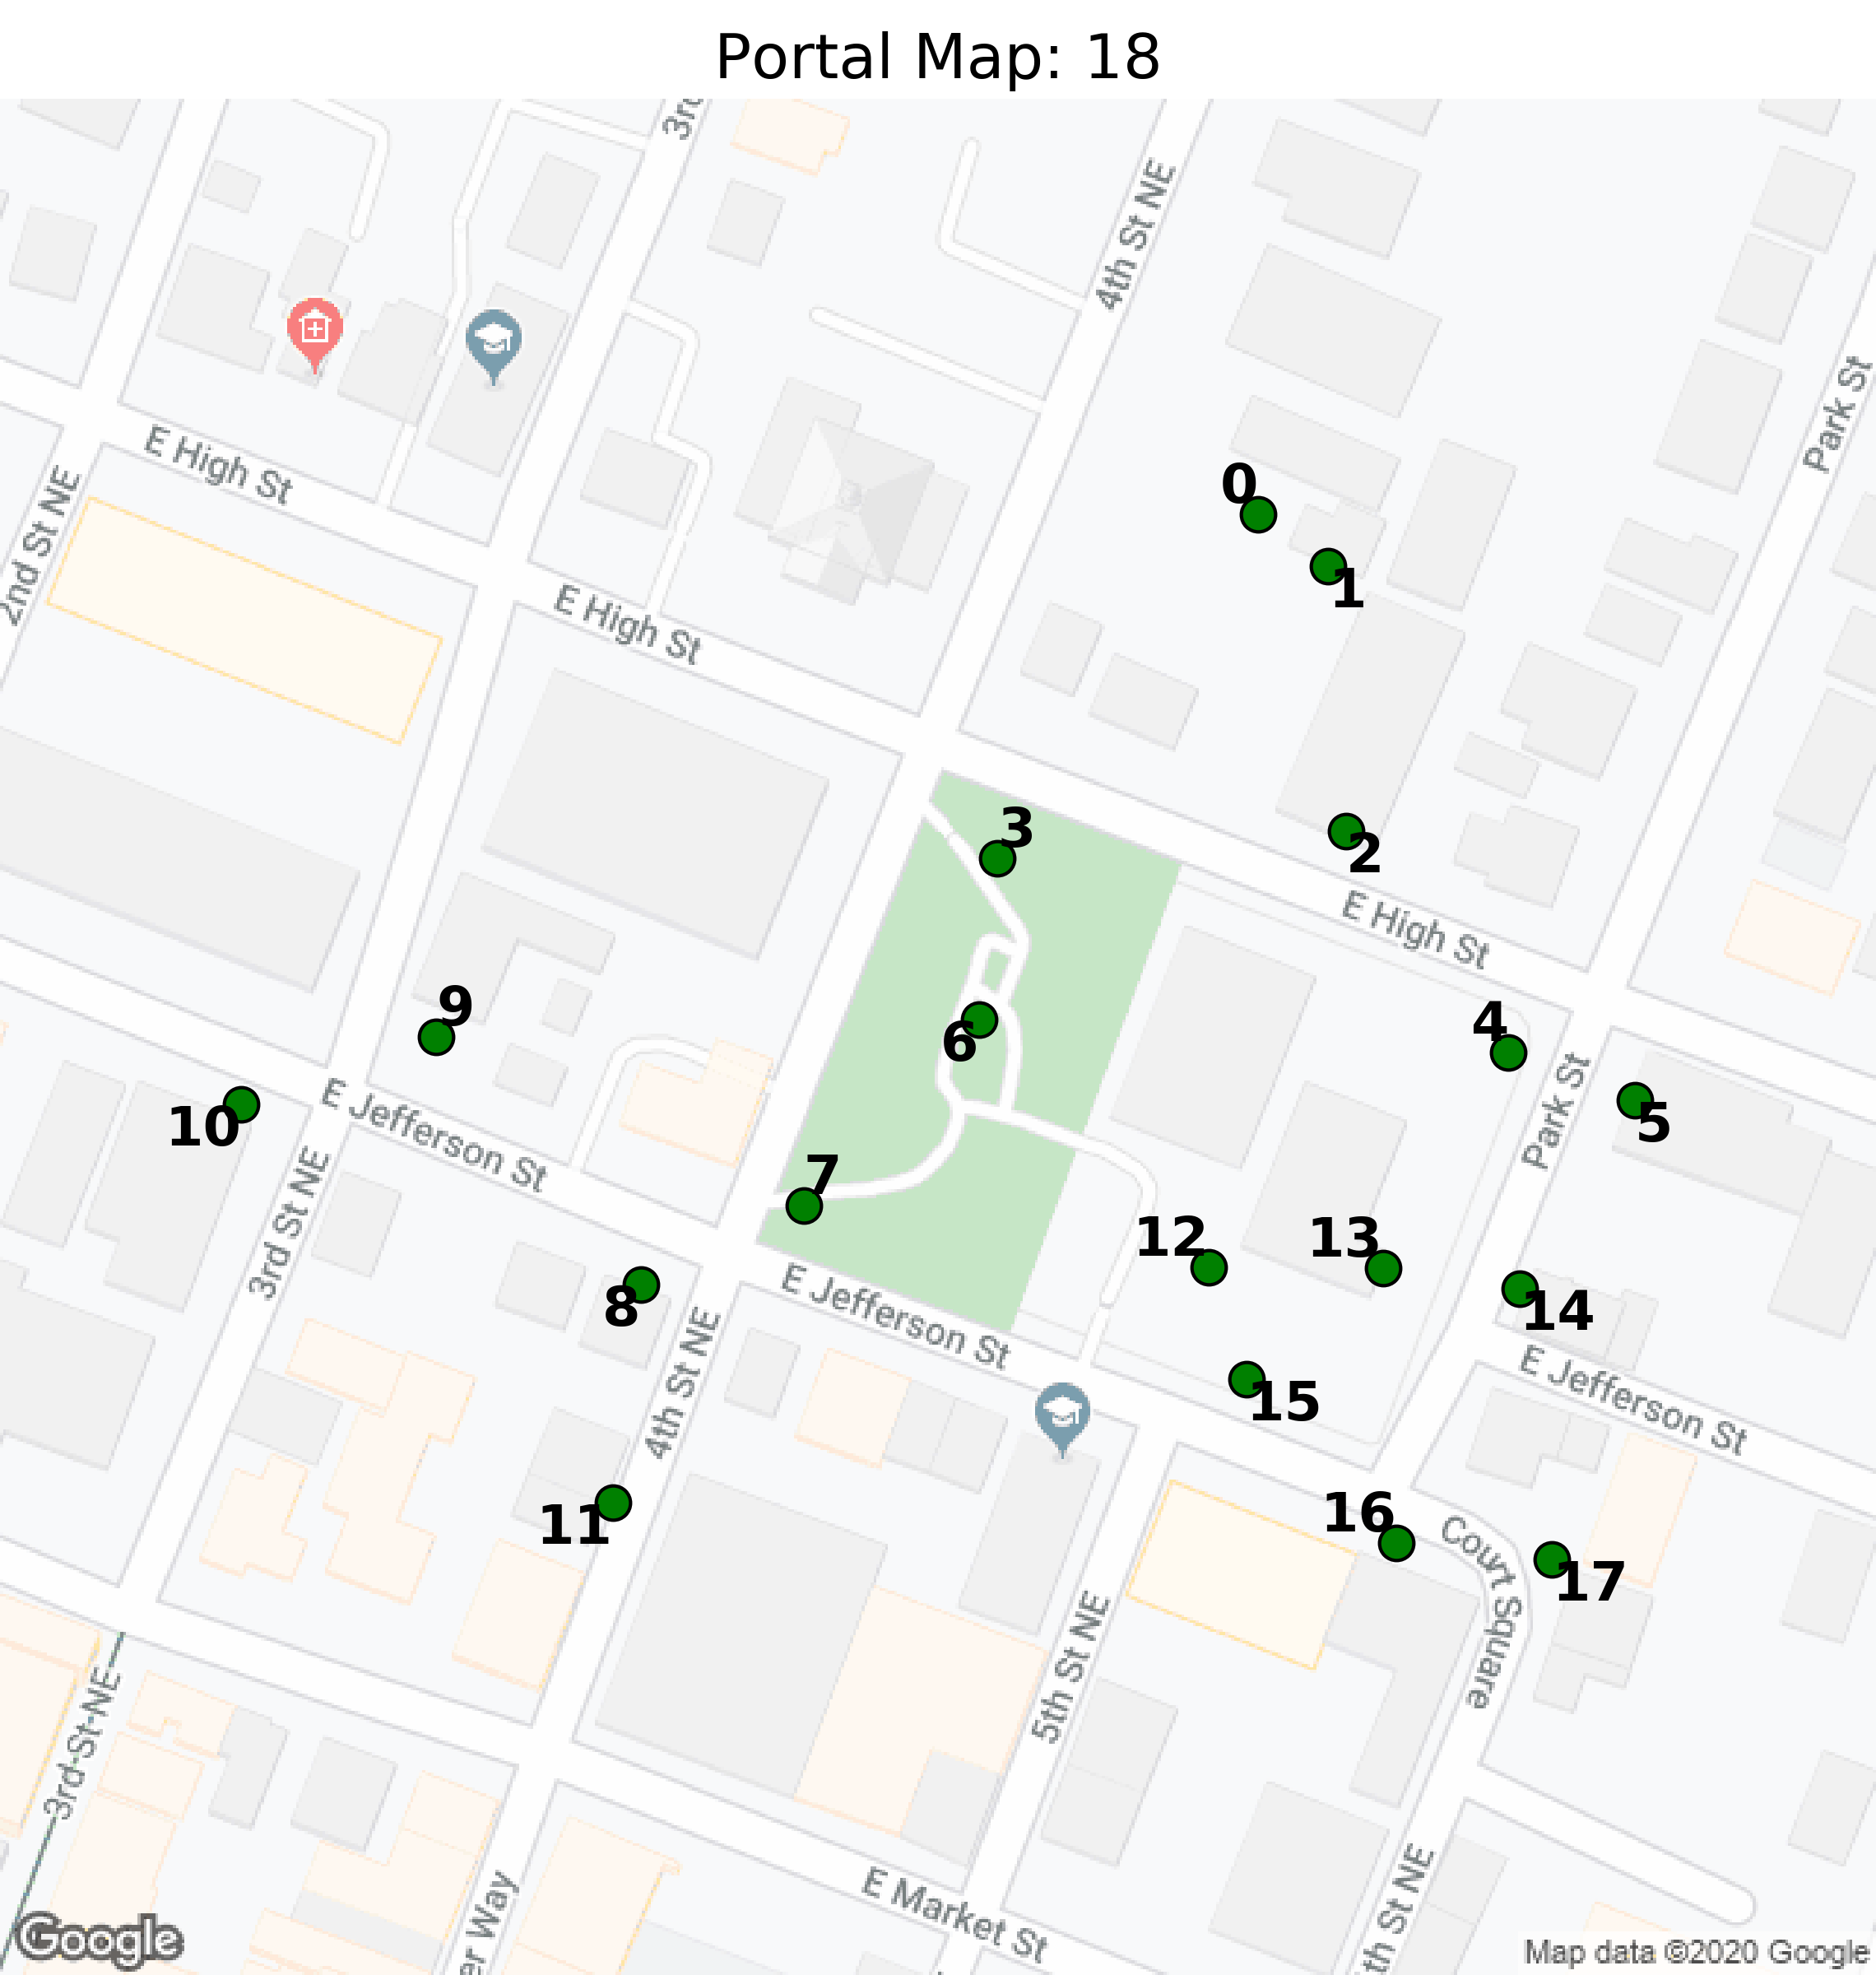 Portal Map: 18
3rd
4th St NE
Park St
E High St
2nd St NE
0
1
E High St
3
2
E High St
9
6
4
5
10
E Jefferson St
Park St
7
12
13
3rd St NE
8
E Jefferson St
14
4th St NE
15
E Jefferson St
11
16
Court Square
17
5th St NE
3rd St NE
E Market St
er Way
th St NE
Google
Map data ©2020 Google